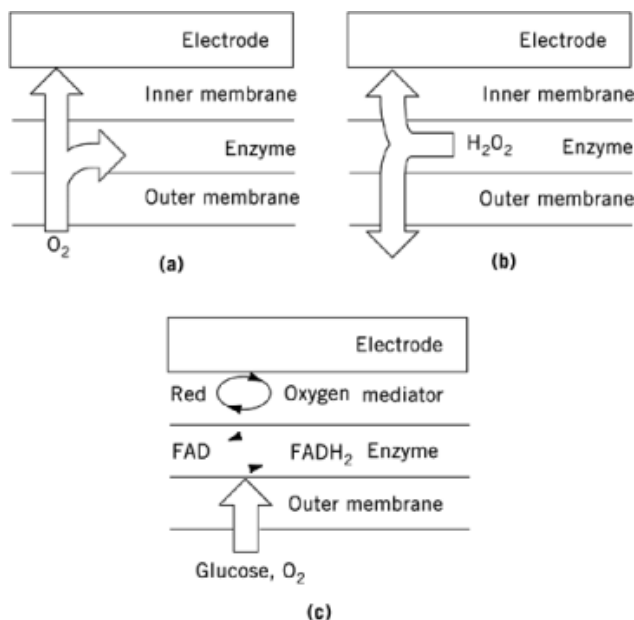 Electrode
Inner membrane
Enzyme
Outer membrane
O₂
(a)
Electrode
Inner membrane
H₂O₂ Enzyme
Outer membrane
(b)
Electrode
Red Oxygen mediator
FAD FADH₂ Enzyme
Outer membrane
Glucose, O₂
(c)